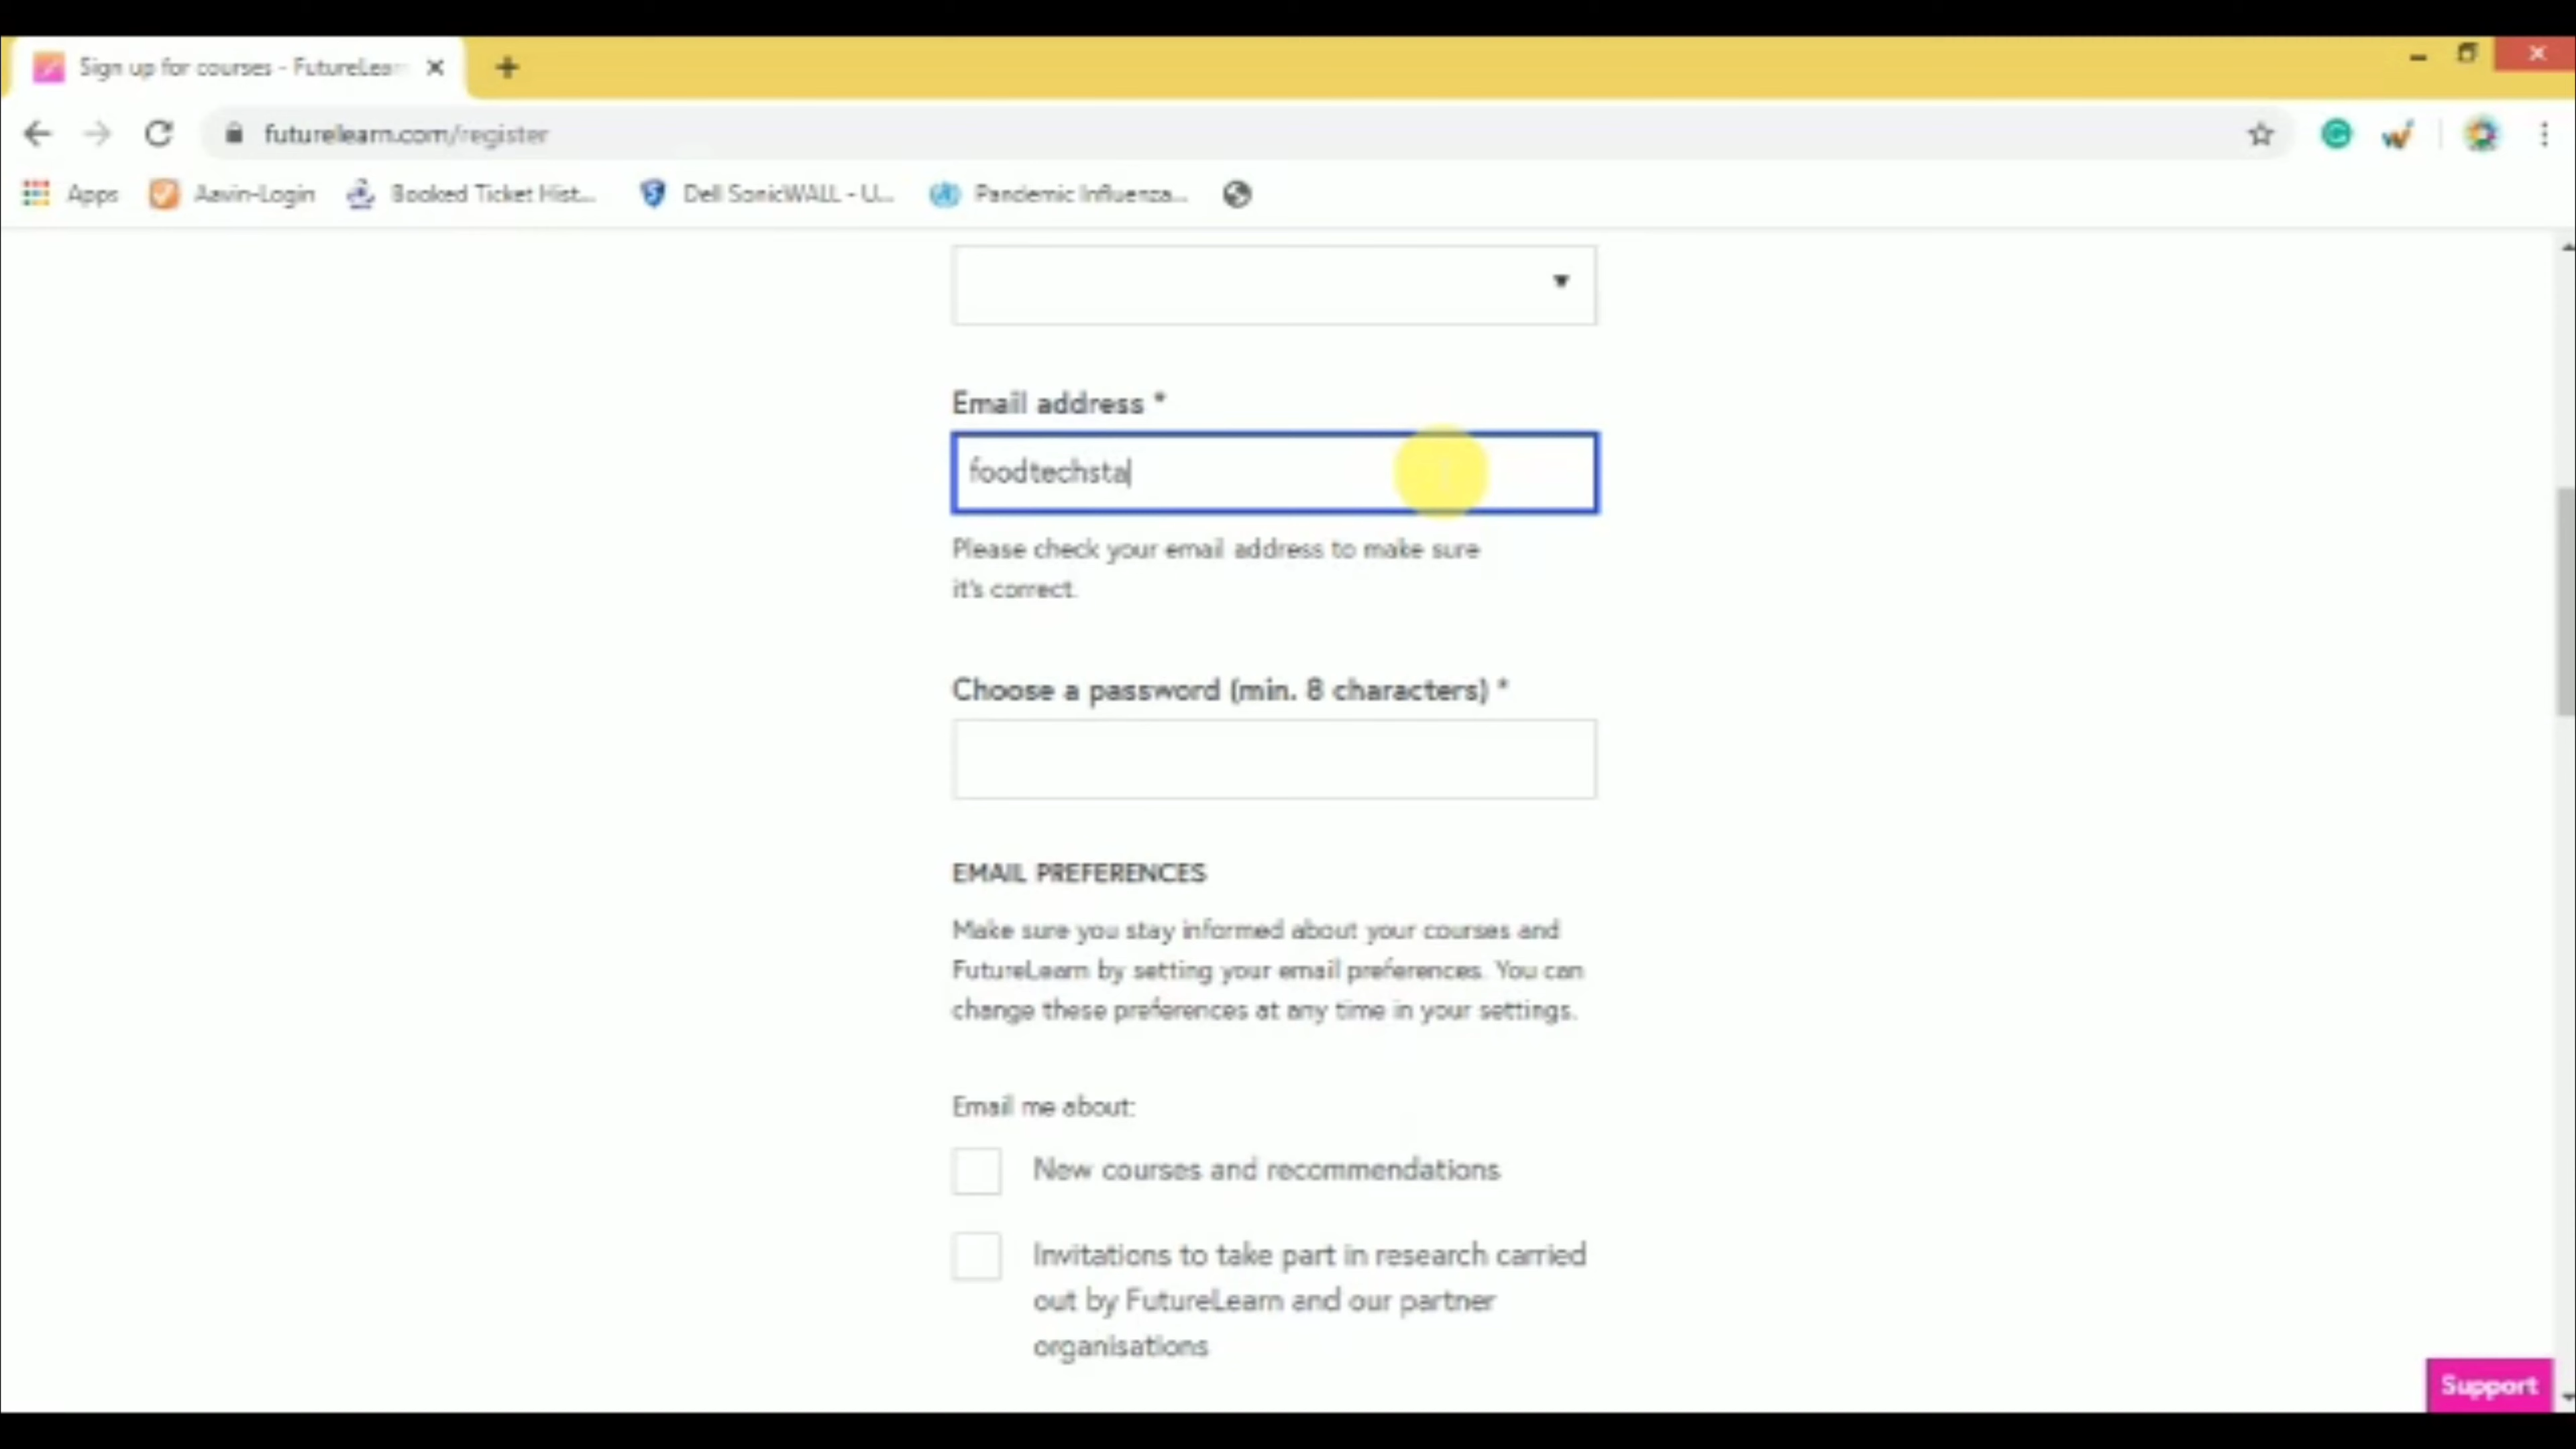 Sign up for courses - FutureLear
futurelearn.com/register
Apps
Aavin-Login
Booked Ticket Hist...
Dell SonicWALL - U...
Pandemic Influenza...
Email address *
foodtechsta
Please check your email address to make sure
it's correct.
Choose a password (min. 8 characters) *
EMAIL PREFERENCES
Make sure you stay informed about your courses and
FutureLearn by setting your email preferences. You can
change these preferences at any time in your settings.
Email me about:
New courses and recommendations
Invitations to take part in research carried
out by FutureLearn and our partner
organisations
Support